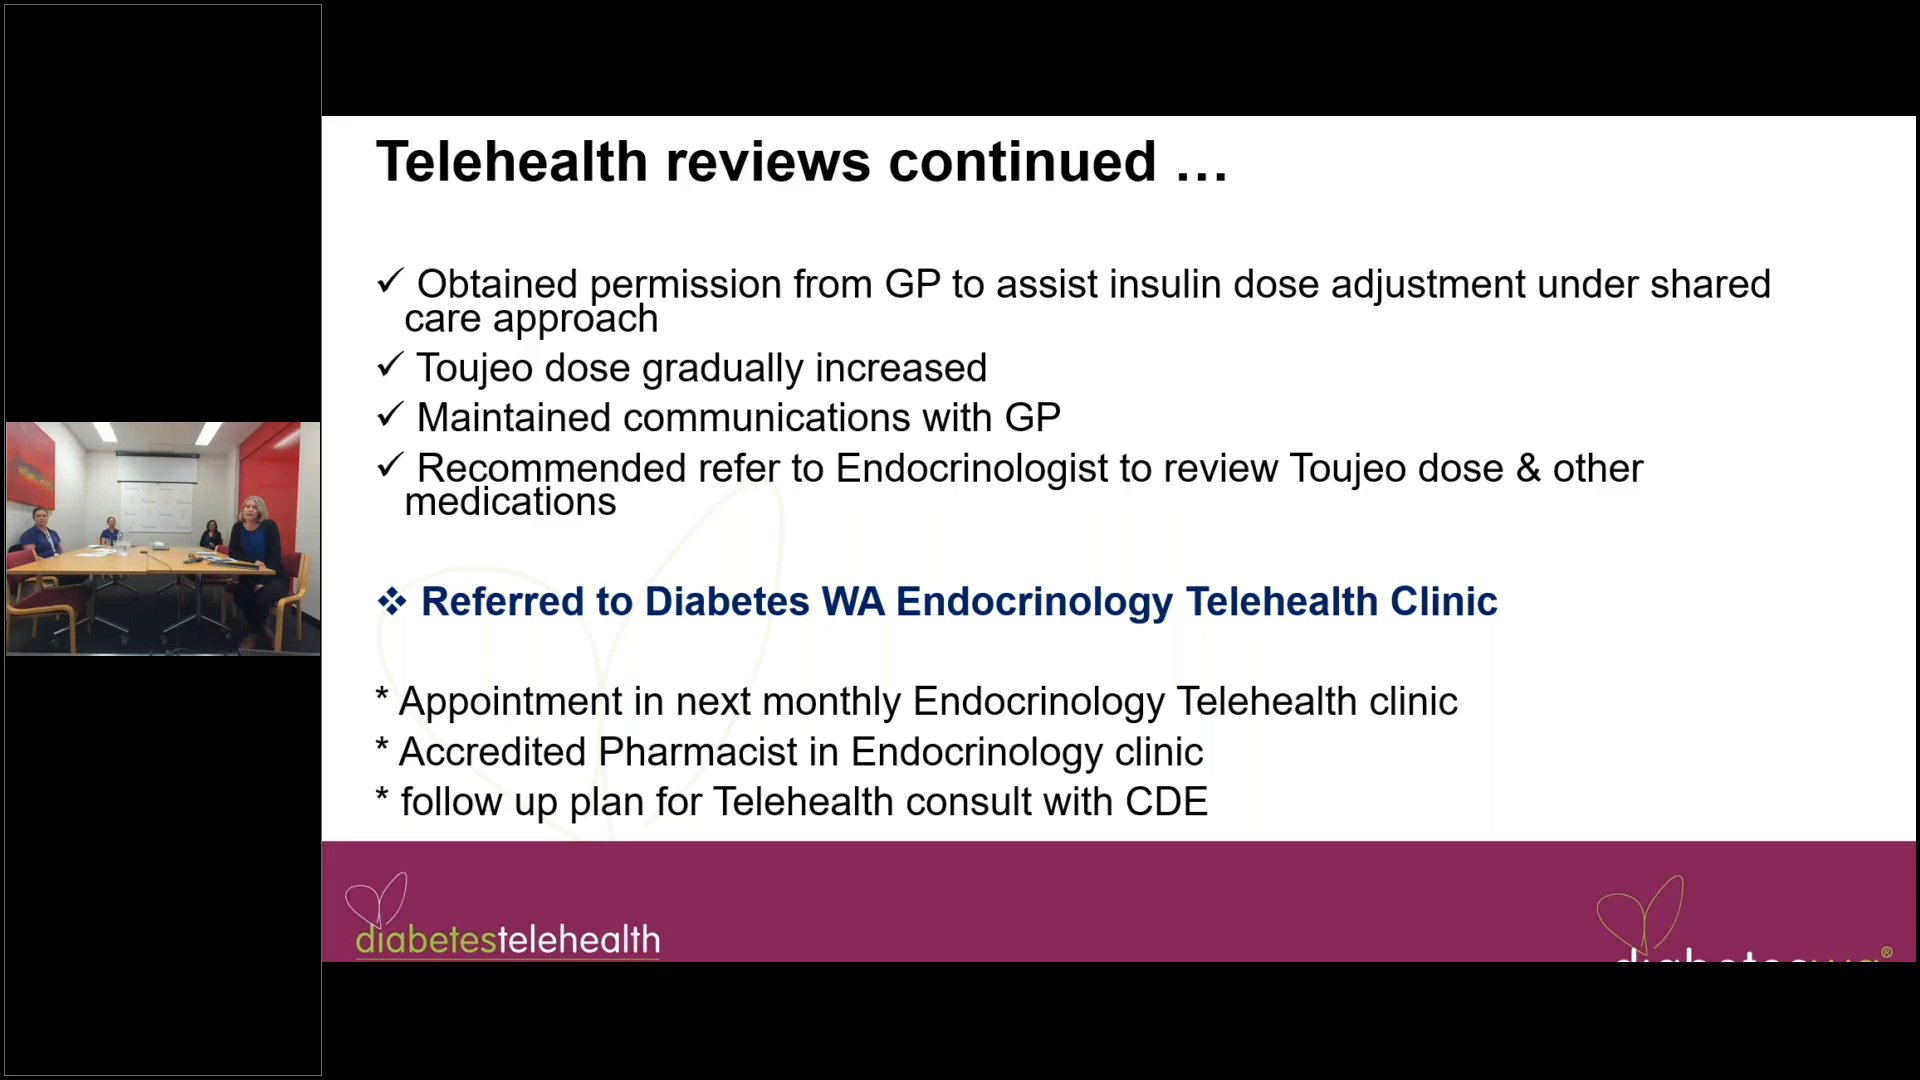 Telehealth reviews continued …
✓ Obtained permission from GP to assist insulin dose adjustment under shared
care approach
✓ Toujeo dose gradually increased
✓ Maintained communications with GP
✓ Recommended refer to Endocrinologist to review Toujeo dose & other
medications
❖ Referred to Diabetes WA Endocrinology Telehealth Clinic
* Appointment in next monthly Endocrinology Telehealth clinic
* Accredited Pharmacist in Endocrinology clinic
* follow up plan for Telehealth consult with CDE
diabetestelehealth
diabeteswa®